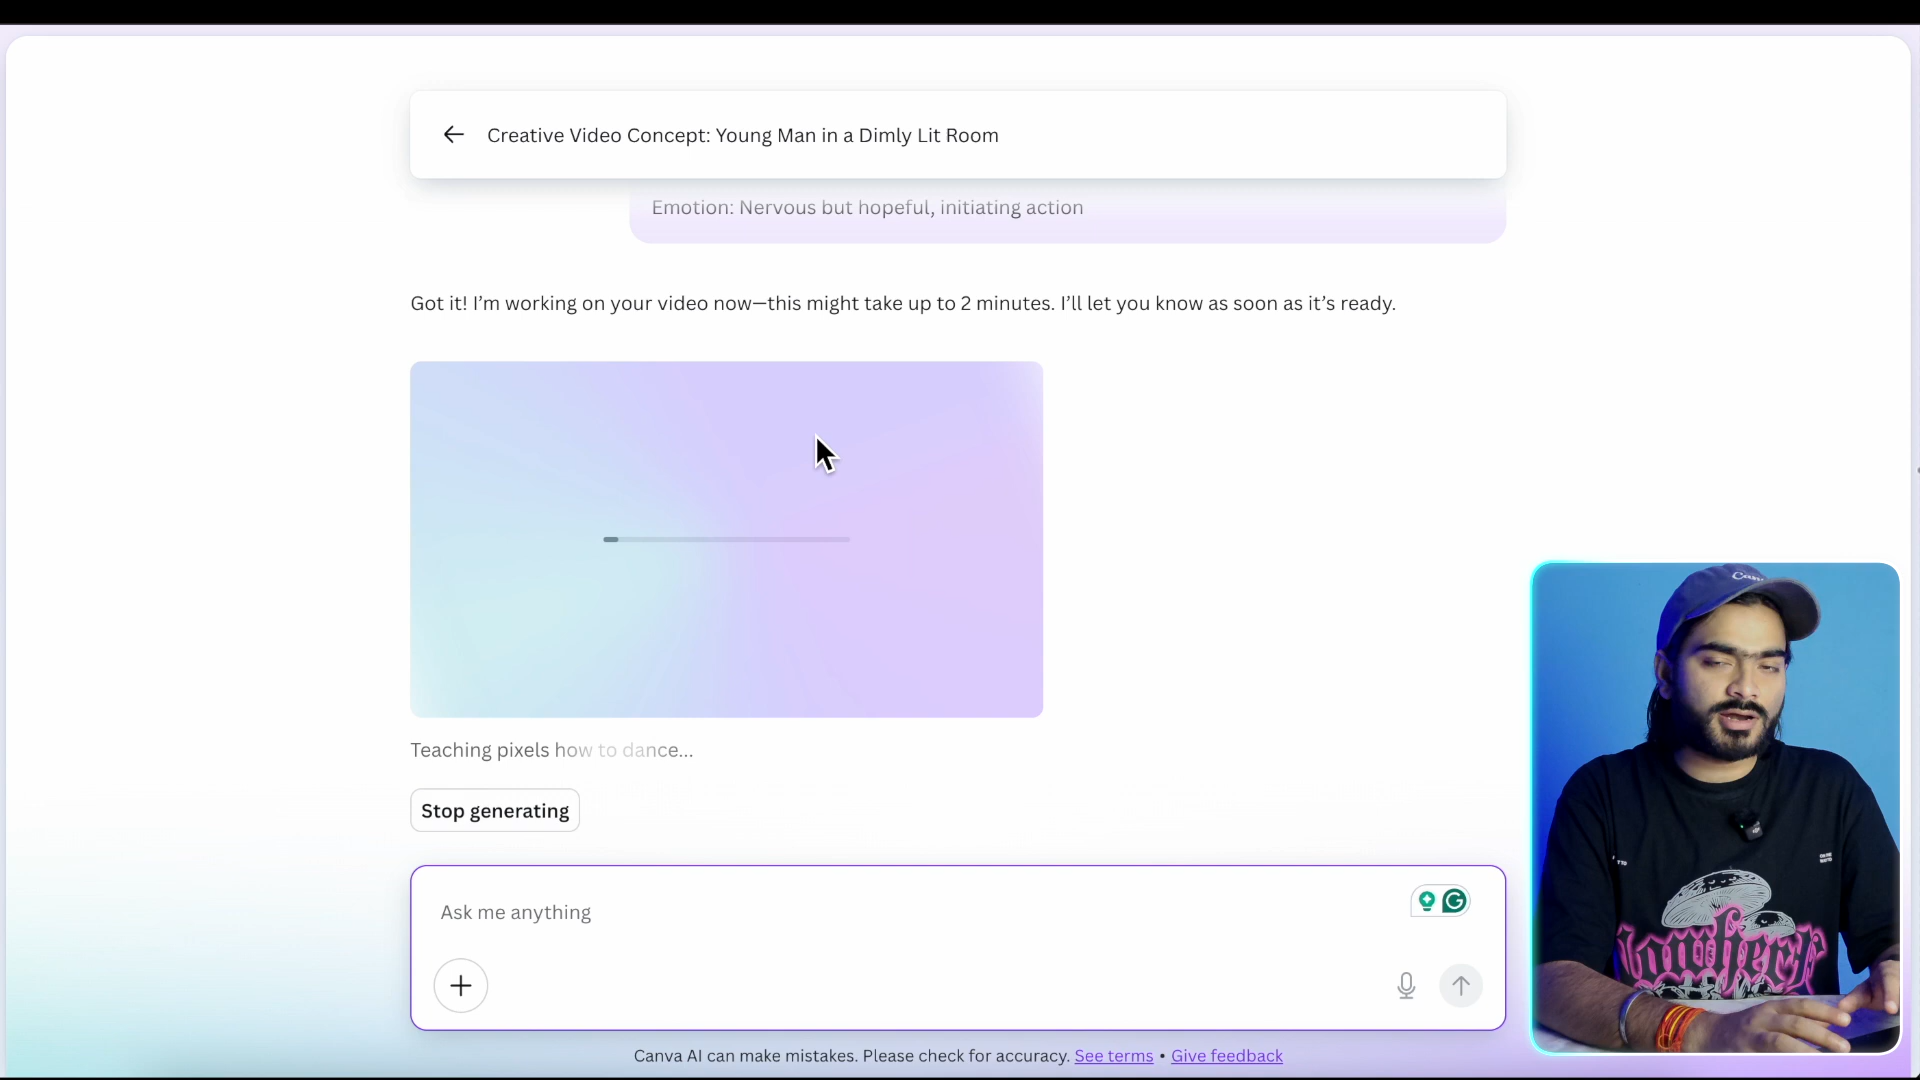 Creative Video Concept: Young Man in a Dimly Lit Room
Emotion: Nervous but hopeful, initiating action
Got it! I’m working on your video now—this might take up to 2 minutes. I’ll let you know as soon as it’s ready.
Teaching pixels how to dance...
Stop generating
Ask me anything
Canva AI can make mistakes. Please check for accuracy. See terms • Give feedback